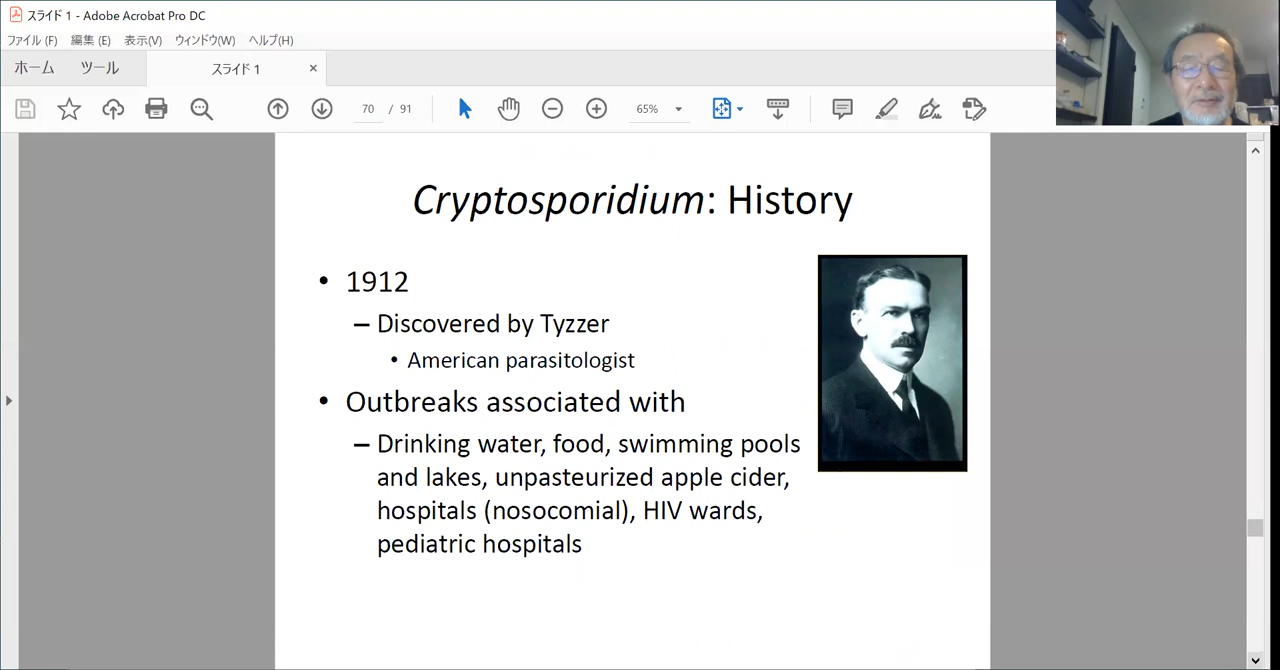 スライド 1 - Adobe Acrobat Pro DC
ファイル (F) 編集 (E) 表示(V) ウィンドウ(W) ヘルプ(H)
ホーム ツール スライド 1 ×
70 / 91 65%
Cryptosporidium: History
• 1912
– Discovered by Tyzzer
• American parasitologist
• Outbreaks associated with
– Drinking water, food, swimming pools
and lakes, unpasteurized apple cider,
hospitals (nosocomial), HIV wards,
pediatric hospitals